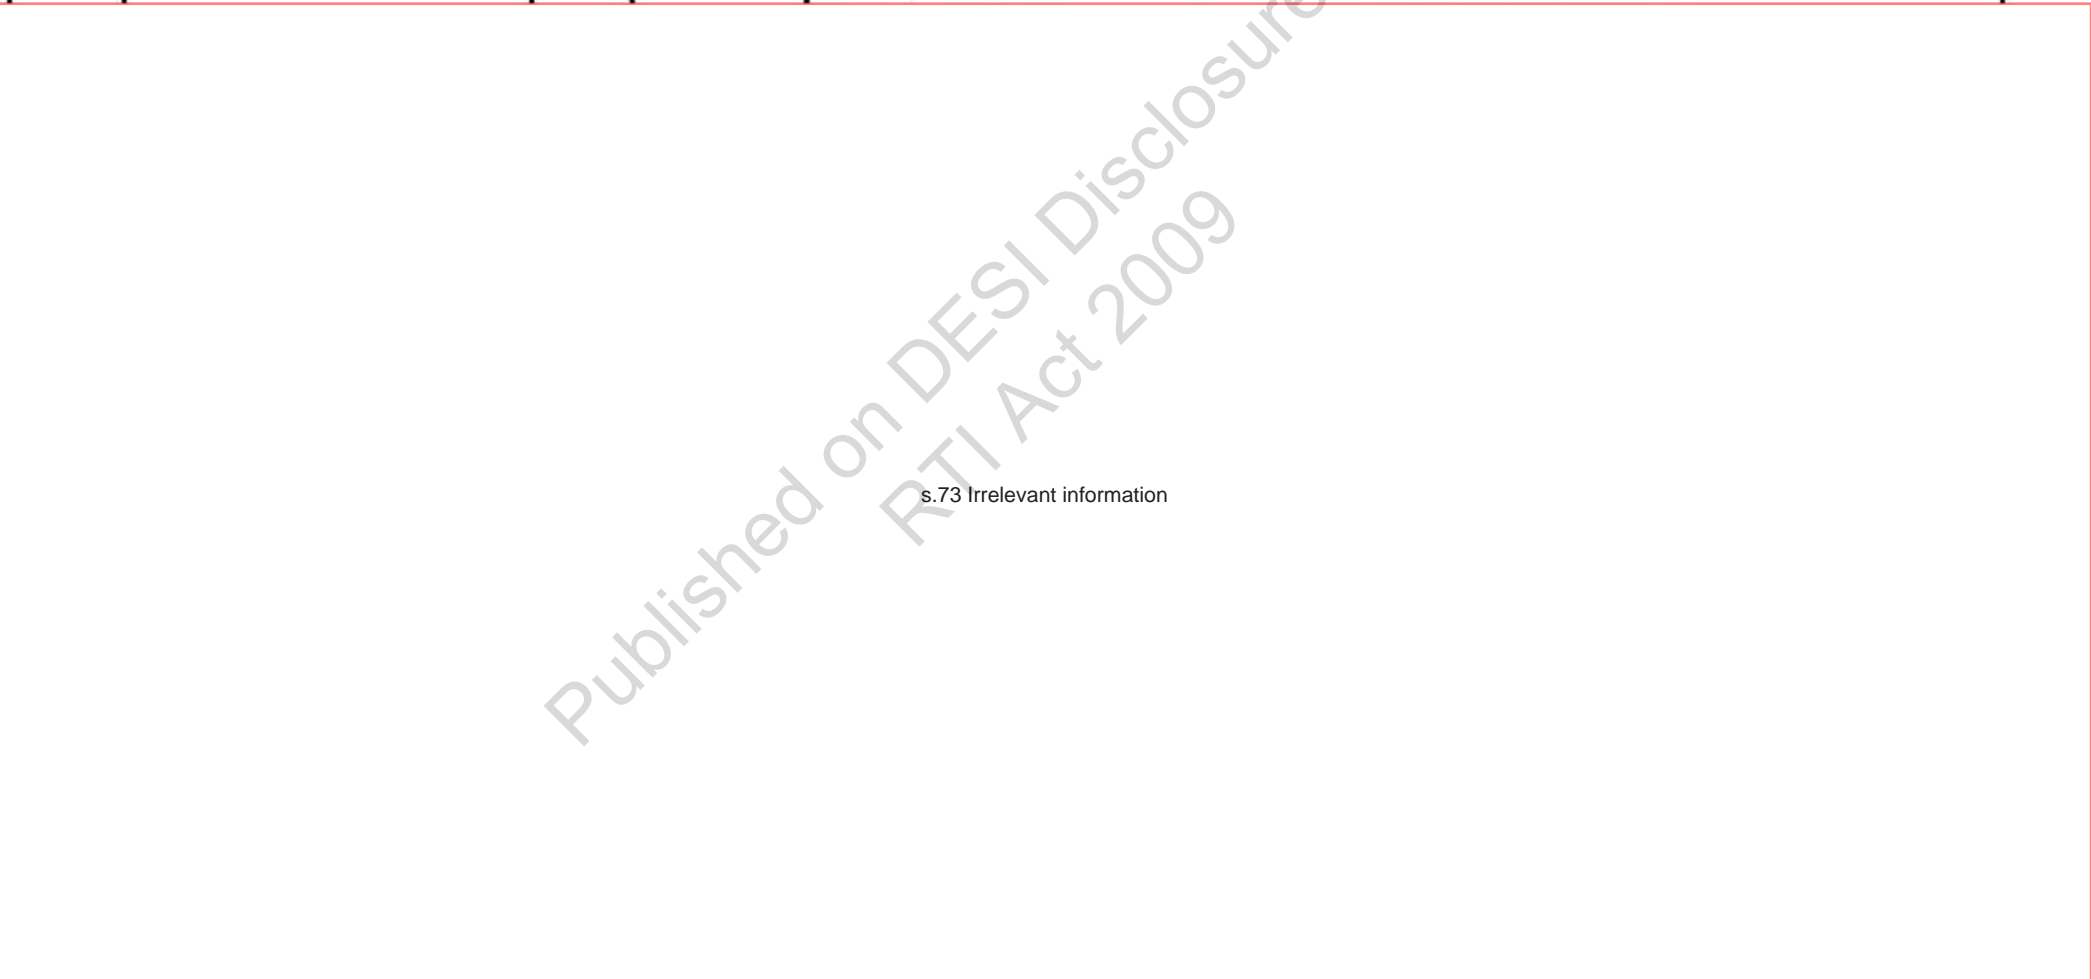 Published on DESI Disclosure
RTI Act 2009
s.73 Irrelevant information